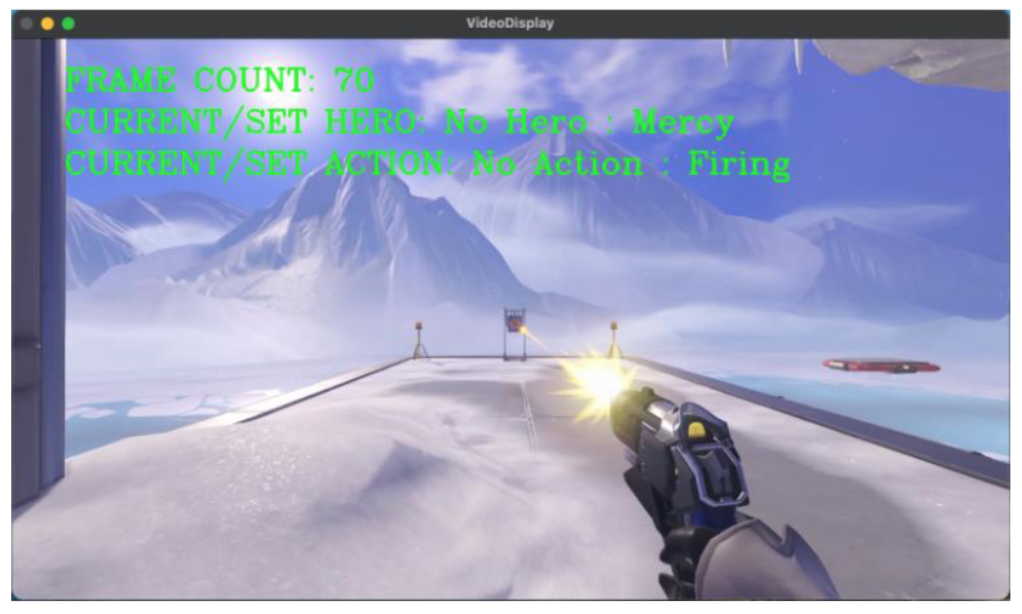 VideoDisplay
FRAME COUNT: 70
CURRENT/SET HERO: No Hero : Mercy
CURRENT/SET ACTION: No Action : Firing